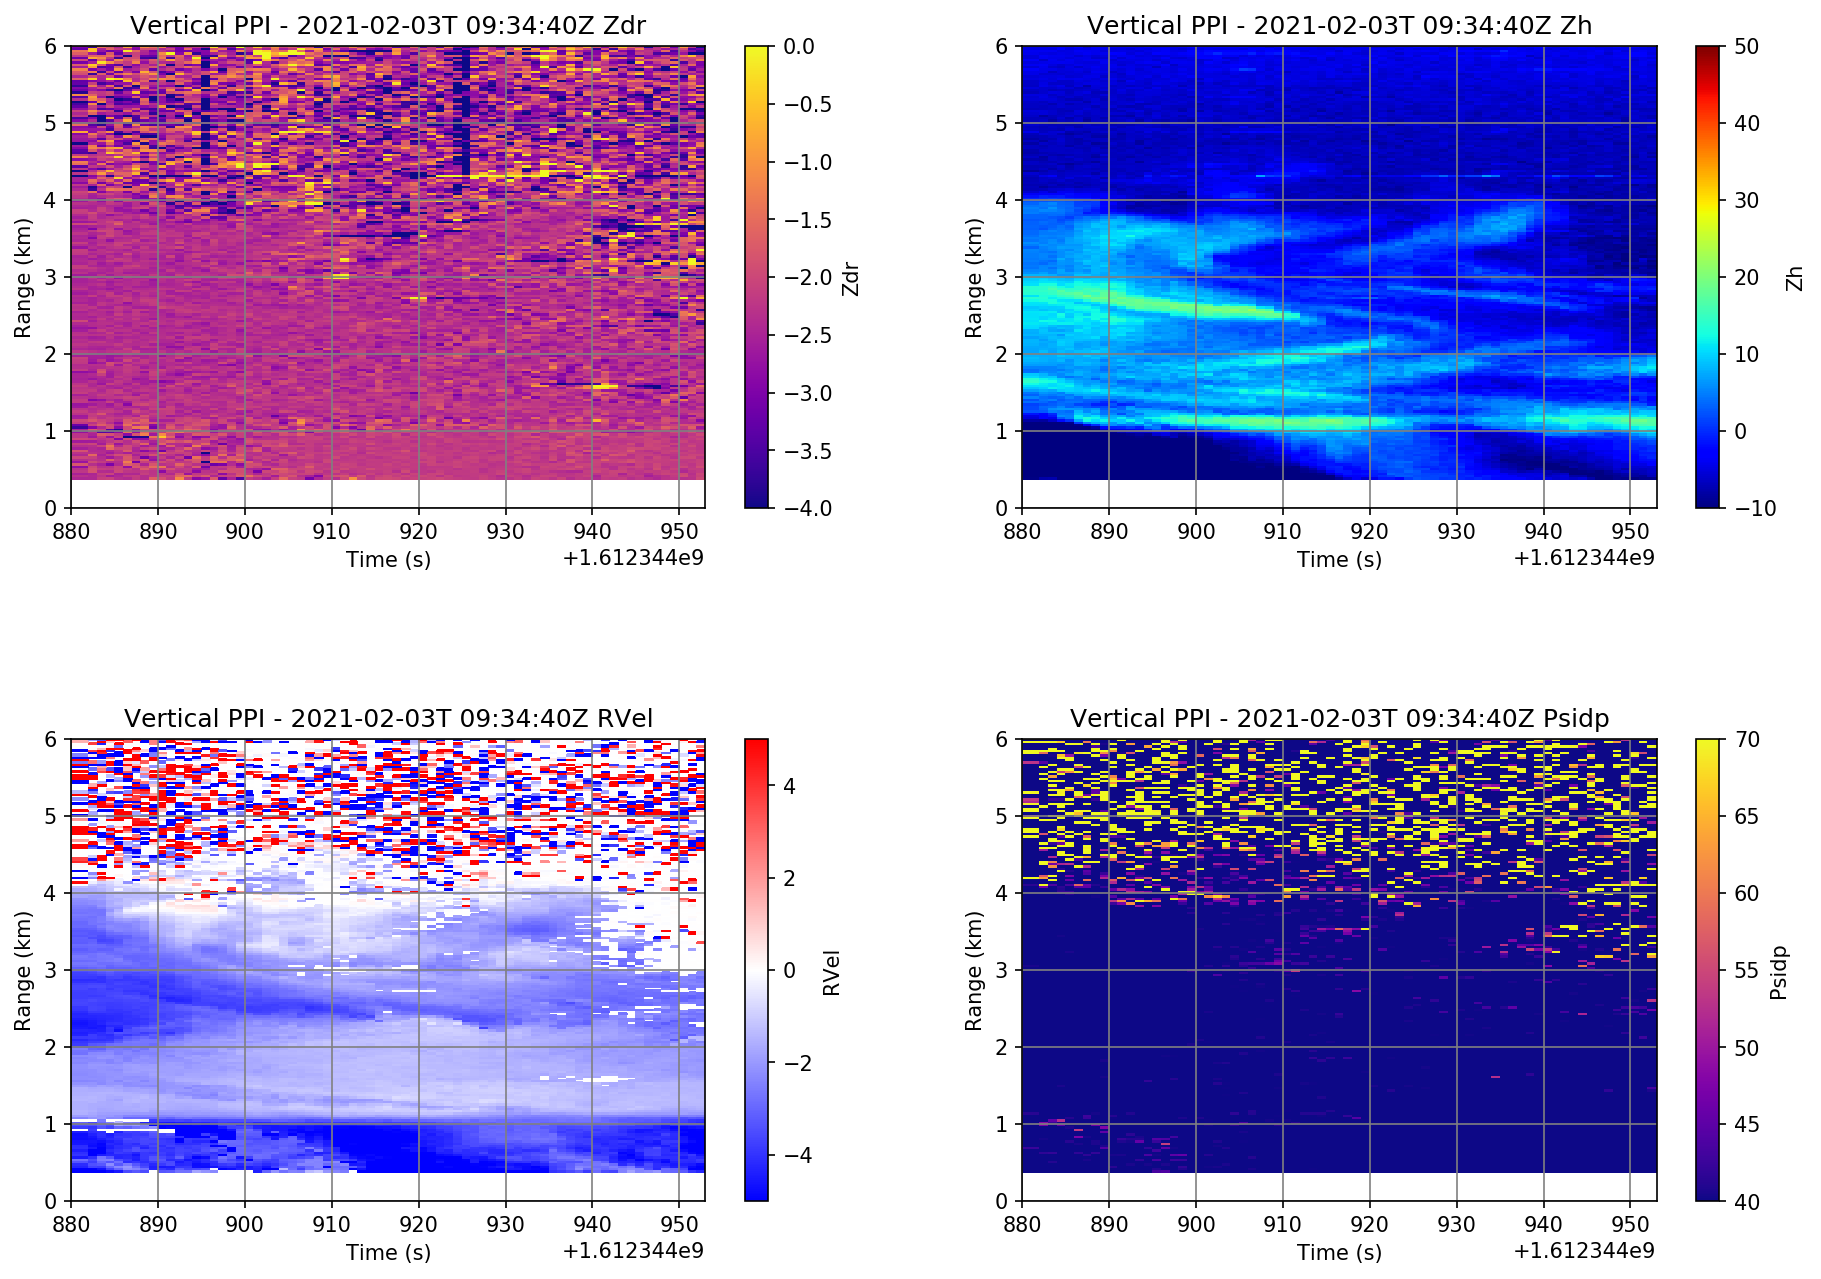 Vertical PPI - 2021-02-03T 09:34:40Z Zdr
6
5
4
3
2
1
0
Range (km)
880 890 900 910 920 930 940 950
Time (s)
+1.612344e9
0.0
−0.5
−1.0
−1.5
−2.0
−2.5
−3.0
−3.5
−4.0
Zdr
Vertical PPI - 2021-02-03T 09:34:40Z Zh
6
5
4
3
2
1
0
Range (km)
880 890 900 910 920 930 940 950
Time (s)
+1.612344e9
50
40
30
20
10
0
−10
Zh
Vertical PPI - 2021-02-03T 09:34:40Z RVel
6
5
4
3
2
1
0
Range (km)
880 890 900 910 920 930 940 950
Time (s)
+1.612344e9
4
2
0
−2
−4
RVel
Vertical PPI - 2021-02-03T 09:34:40Z Psidp
6
5
4
3
2
1
0
Range (km)
880 890 900 910 920 930 940 950
Time (s)
+1.612344e9
70
65
60
55
50
45
40
Psidp